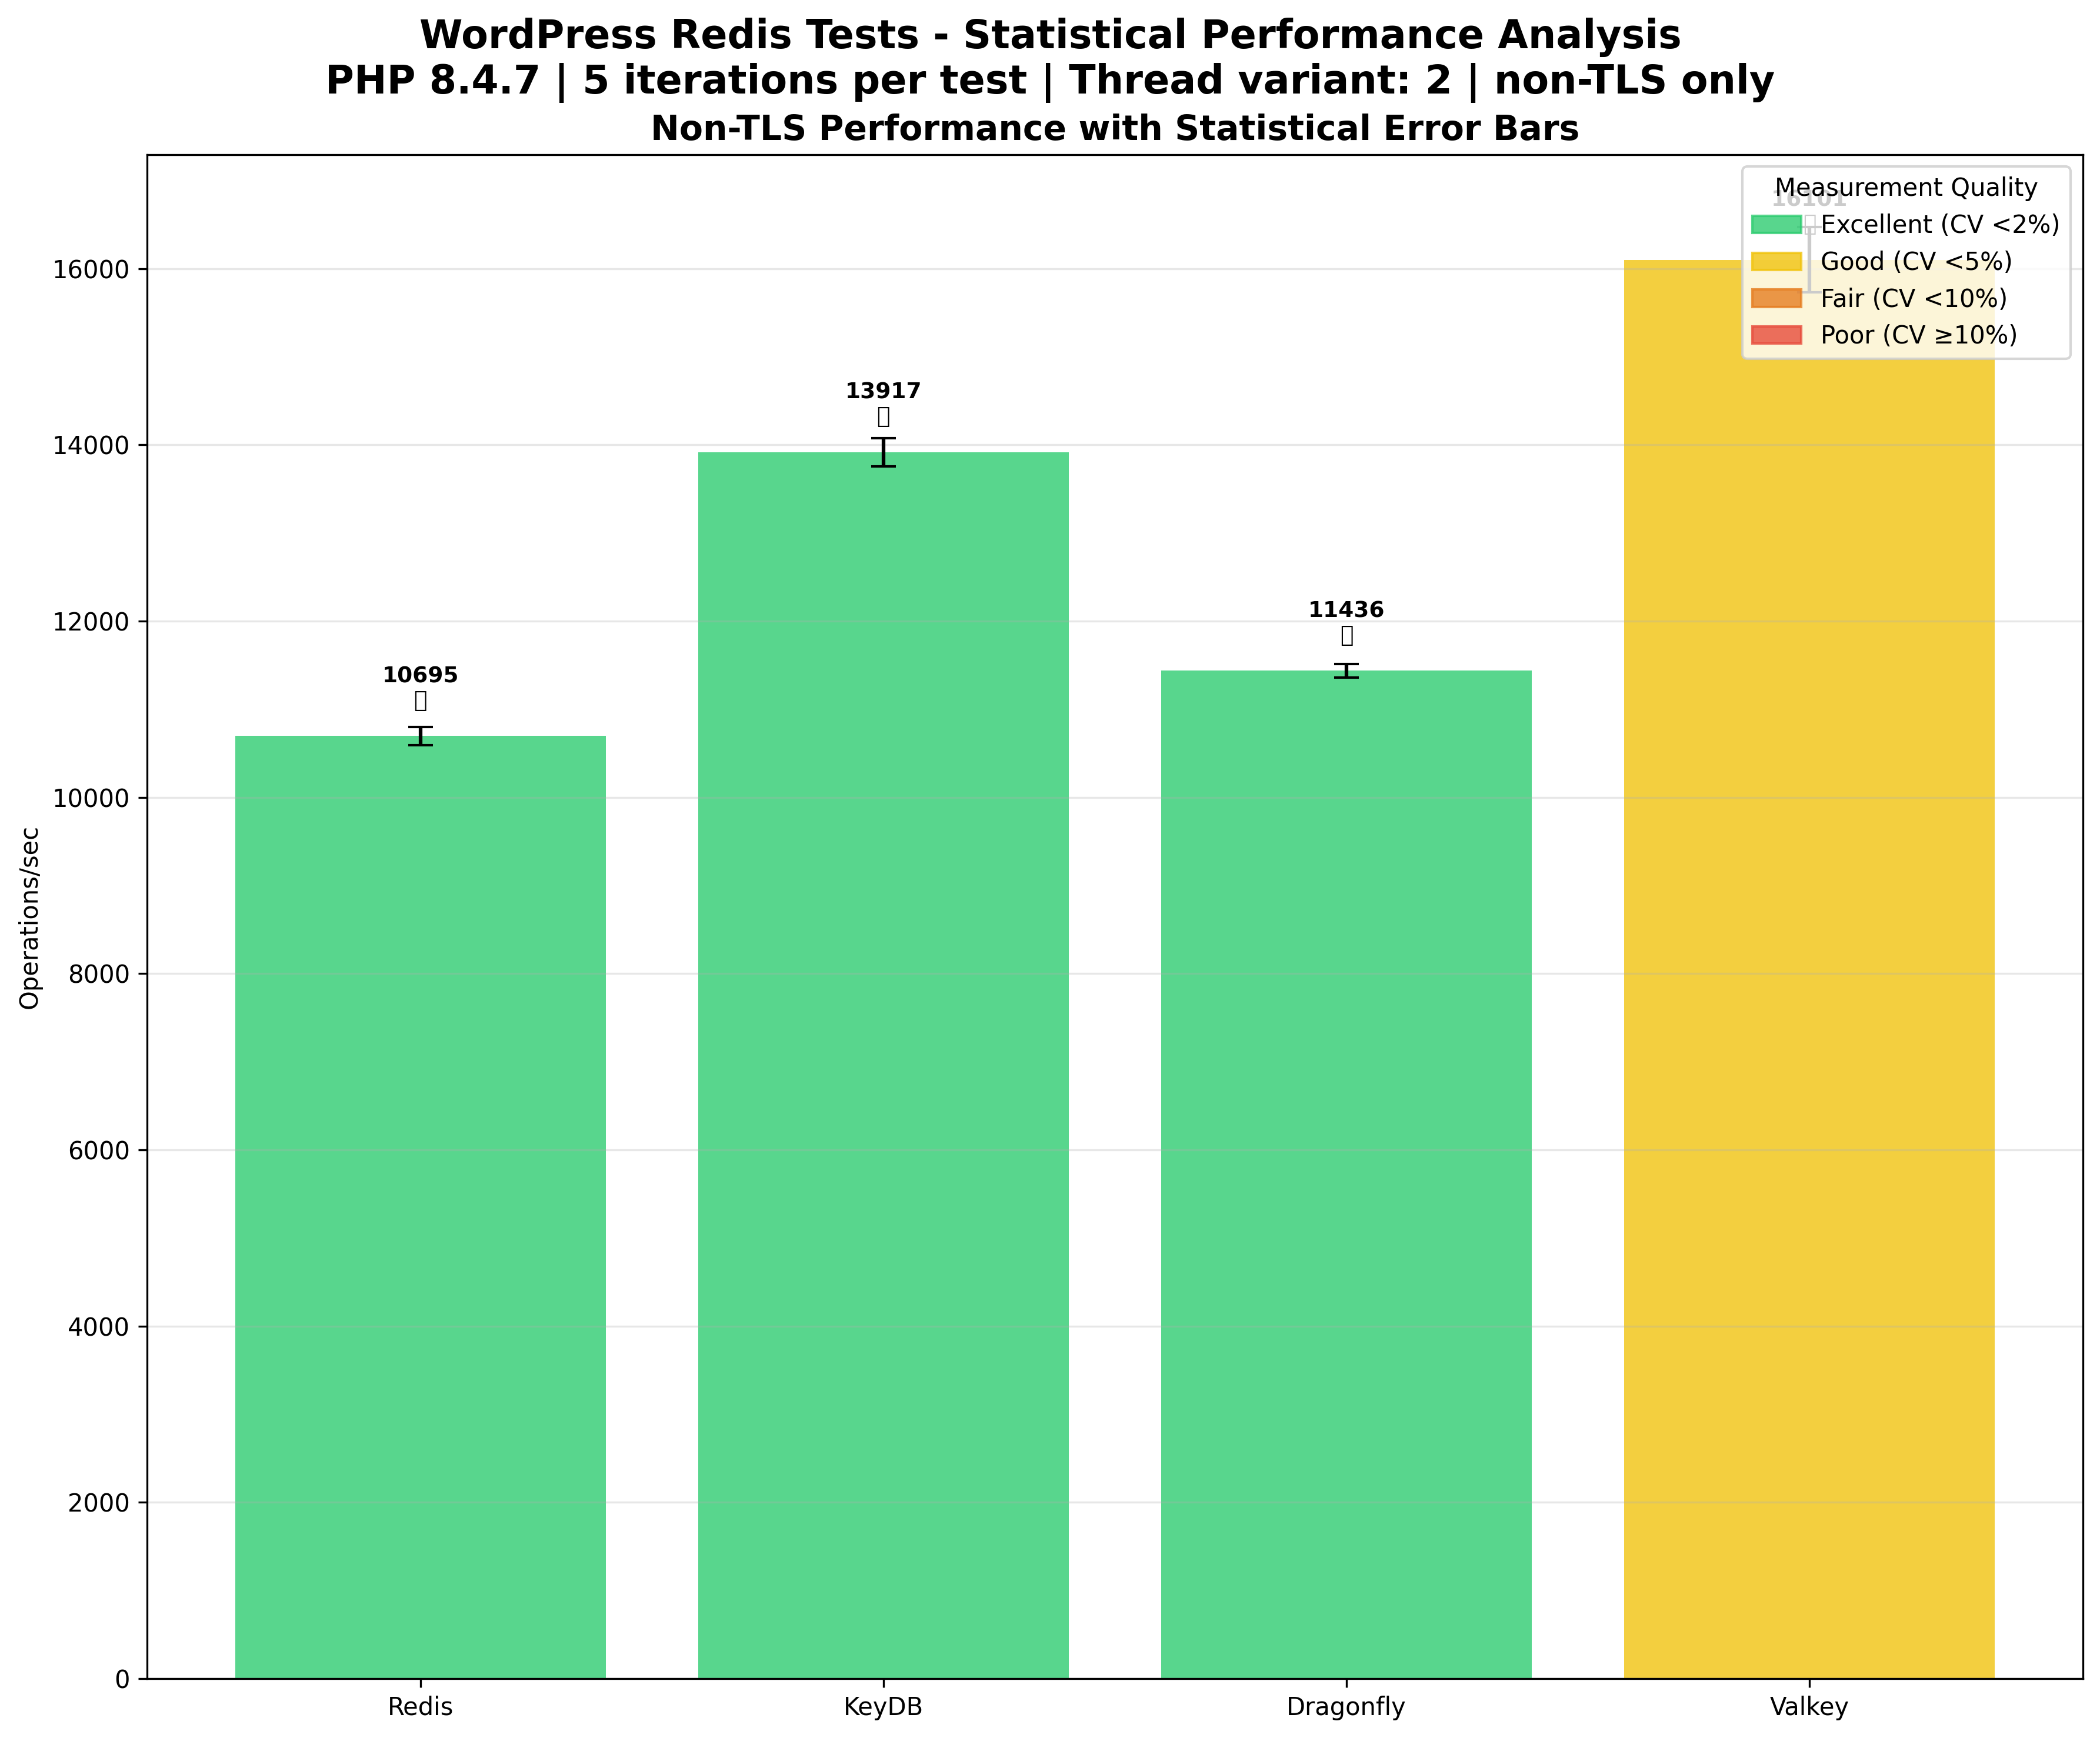 WordPress Redis Tests - Statistical Performance Analysis
PHP 8.4.7 | 5 iterations per test | Thread variant: 2 | non-TLS only
Non-TLS Performance with Statistical Error Bars
Measurement Quality
16101
Excellent (CV <2%)
Good (CV <5%)
Fair (CV <10%)
Poor (CV ≥10%)
16000
14000
12000
10000
8000
6000
4000
2000
0
Operations/sec
13917
11436
10695
Redis
KeyDB
Dragonfly
Valkey